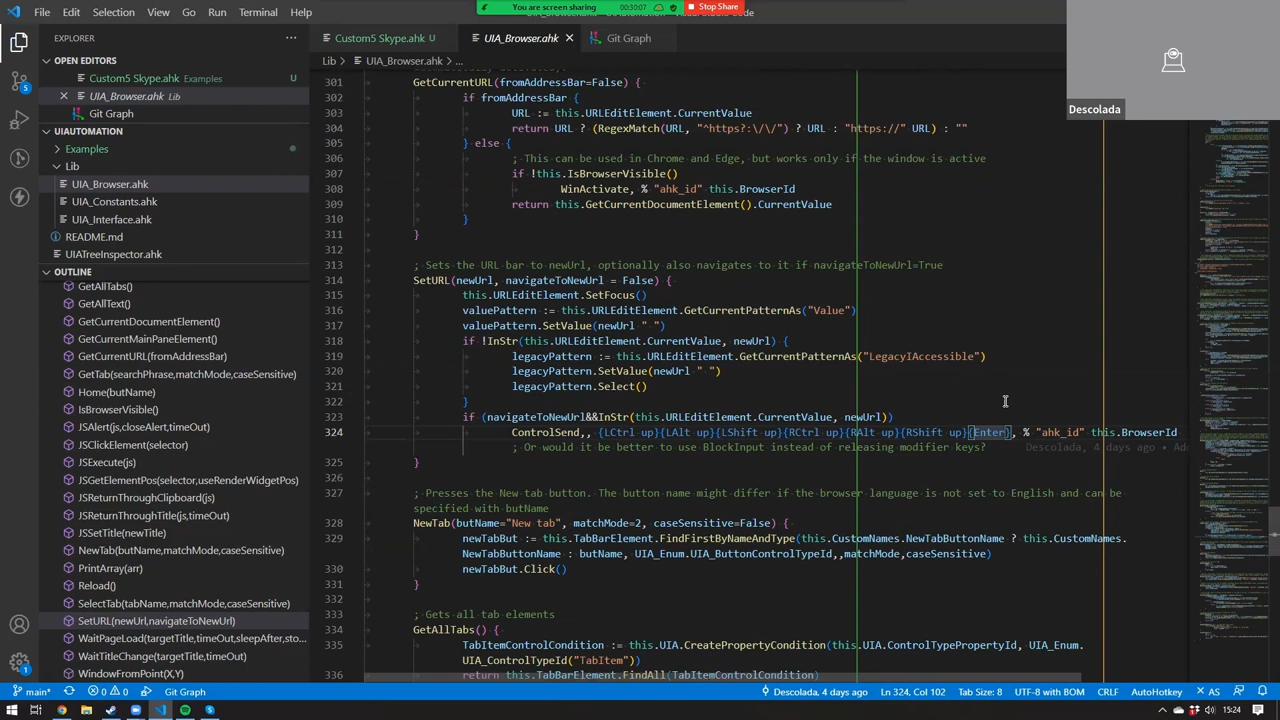 File Edit Selection View Go Run Terminal Help
You are screen sharing 00:30:07 Stop Share
EXPLORER
Custom5 Skype.ahk U
UIA_Browser.ahk
Git Graph
Lib > UIA_Browser.ahk > ...
Descolada
OPEN EDITORS
Custom5 Skype.ahk Examples U
UIA_Browser.ahk Lib
Git Graph
UIAUTOMATION
Examples
Lib
UIA_Browser.ahk
UIA_Constants.ahk
UIA_Interface.ahk
README.md
UIATreeInspector.ahk
OUTLINE
GetAllTabs()
GetAllText()
GetCurrentDocumentElement()
GetCurrentMainPaneElement()
GetCurrentURL(fromAddressBar)
GetTab(searchPhrase,matchMode,caseSensitive)
Home(butName)
IsBrowserVisible()
JSAlert(js,closeAlert,timeOut)
JSClickElement(selector)
JSExecute(js)
JSGetElementPos(selector,useRenderWidgetPos)
JSReturnThroughClipboard(js)
JSReturnThroughTitle(js,timeOut)
JSSetTitle(newTitle)
NewTab(butName,matchMode,caseSensitive)
PrintArray(arr)
Reload()
SelectTab(tabName,matchMode,caseSensitive)
SetURL(newUrl,navigateToNewUrl)
WaitPageLoad(targetTitle,timeOut,sleepAfter,sto...
WaitTitleChange(targetTitle,timeOut)
WindowFromPoint(X,Y)
301 GetCurrentURL(fromAddressBar=False) {
302 if fromAddressBar {
303 URL := this.URLEditElement.CurrentValue
304 return URL ? (RegexMatch(URL, "^https?:\/\/") ? URL : "https://" URL) : ""
305 } else {
306 ; This can be used in Chrome and Edge, but works only if the window is active
307 if !this.IsBrowserVisible()
308 WinActivate, % "ahk_id" this.BrowserId
309 return this.GetCurrentDocumentElement().CurrentValue
310 }
311 }
312
313 ; Sets the URL bar to newUrl, optionally also navigates to it if navigateToNewUrl=True
314 SetURL(newUrl, navigateToNewUrl = False) {
315 this.URLEditElement.SetFocus()
316 valuePattern := this.URLEditElement.GetCurrentPatternAs("Value")
317 valuePattern.SetValue(newUrl " ")
318 if !InStr(this.URLEditElement.CurrentValue, newUrl) {
319 legacyPattern := this.URLEditElement.GetCurrentPatternAs("LegacyIAccessible")
320 legacyPattern.SetValue(newUrl " ")
321 legacyPattern.Select()
322 }
323 if (navigateToNewUrl&&InStr(this.URLEditElement.CurrentValue, newUrl))
324 ControlSend,, {LCtrl up}{LAlt up}{LShift up}{RCtrl up}{RAlt up}{RShift up}{Enter}, % "ahk_id" this.BrowserId
; Or would it be better to use BlockInput instead of releasing modifier keys? Descolada, 4 days ago • Ad
325 }
326
327 ; Presses the New tab button. The button name might differ if the browser language is not set to English and can be
specified with butName
328 NewTab(butName="New Tab", matchMode=2, caseSensitive=False) {
329 newTabBut := this.TabBarElement.FindFirstByNameAndType(this.CustomNames.NewTabButtonName ? this.CustomNames.
NewTabButtonName : butName, UIA_Enum.UIA_ButtonControlTypeId,,matchMode,caseSensitive)
330 newTabBut.Click()
331 }
332
333 ; Gets all tab elements
334 GetAllTabs() {
335 TabItemControlCondition := this.UIA.CreatePropertyCondition(this.UIA.ControlTypePropertyId, UIA_Enum.
UIA_ControlTypeId("TabItem"))
336 return this.TabBarElement.FindAll(TabItemControlCondition)
main* 0 0 Git Graph Descolada, 4 days ago Ln 324, Col 102 Tab Size: 8 UTF-8 with BOM CRLF AutoHotkey AS
15:24